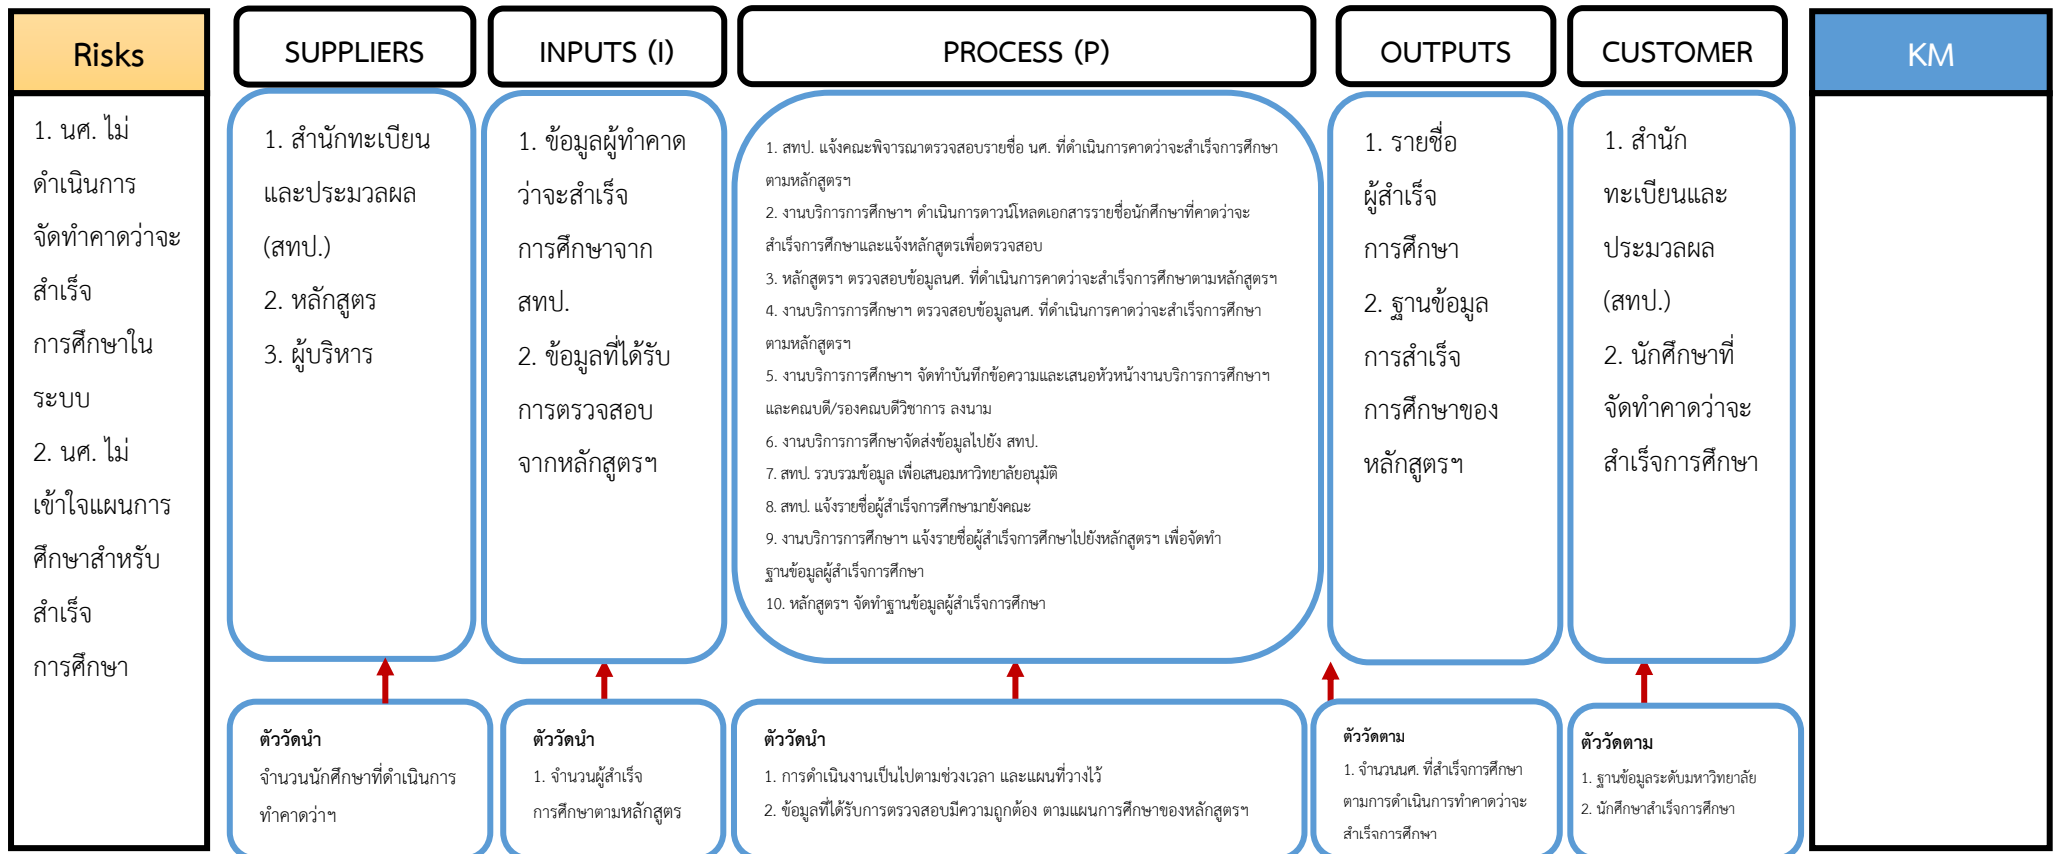 Risks
1. นศ. ไม่
ดำเนินการ
จัดทำคาดว่าจะ
สำเร็จ
การศึกษาใน
ระบบ
2. นศ. ไม่
เข้าใจแผนการ
ศึกษาสำหรับ
สำเร็จ
การศึกษา
SUPPLIERS
1. สำนักทะเบียน
และประมวลผล
(สทป.)
2. หลักสูตร
3. ผู้บริหาร
ตัววัดนำ
จำนวนนักศึกษาที่ดำเนินการ
ทำคาดว่าฯ
INPUTS (I)
1. ข้อมูลผู้ทำคาด
ว่าจะสำเร็จ
การศึกษาจาก
สทป.
2. ข้อมูลที่ได้รับ
การตรวจสอบ
จากหลักสูตรฯ
ตัววัดนำ
1. จำนวนผู้สำเร็จ
การศึกษาตามหลักสูตร
PROCESS (P)
1. สทป. แจ้งคณะพิจารณาตรวจสอบรายชื่อ นศ. ที่ดำเนินการคาดว่าจะสำเร็จการศึกษา
ตามหลักสูตรฯ
2. งานบริการการศึกษาฯ ดำเนินการดาวน์โหลดเอกสารรายชื่อนักศึกษาที่คาดว่าจะ
สำเร็จการศึกษาและแจ้งหลักสูตรเพื่อตรวจสอบ
3. หลักสูตรฯ ตรวจสอบข้อมูลนศ. ที่ดำเนินการคาดว่าจะสำเร็จการศึกษาตามหลักสูตรฯ
4. งานบริการการศึกษาฯ ตรวจสอบข้อมูลนศ. ที่ดำเนินการคาดว่าจะสำเร็จการศึกษา
ตามหลักสูตรฯ
5. งานบริการการศึกษาฯ จัดทำบันทึกข้อความและเสนอหัวหน้างานบริการการศึกษาฯ
และคณบดี/รองคณบดีวิชาการ ลงนาม
6. งานบริการการศึกษาจัดส่งข้อมูลไปยัง สทป.
7. สทป. รวบรวมข้อมูล เพื่อเสนอมหาวิทยาลัยอนุมัติ
8. สทป. แจ้งรายชื่อผู้สำเร็จการศึกษามายังคณะ
9. งานบริการการศึกษาฯ แจ้งรายชื่อผู้สำเร็จการศึกษาไปยังหลักสูตรฯ เพื่อจัดทำ
ฐานข้อมูลผู้สำเร็จการศึกษา
10. หลักสูตรฯ จัดทำฐานข้อมูลผู้สำเร็จการศึกษา
ตัววัดนำ
1. การดำเนินงานเป็นไปตามช่วงเวลา และแผนที่วางไว้
2. ข้อมูลที่ได้รับการตรวจสอบมีความถูกต้อง ตามแผนการศึกษาของหลักสูตรฯ
OUTPUTS
1. รายชื่อ
ผู้สำเร็จ
การศึกษา
2. ฐานข้อมูล
การสำเร็จ
การศึกษาของ
หลักสูตรฯ
ตัววัดตาม
1. จำนวนนศ. ที่สำเร็จการศึกษา
ตามการดำเนินการทำคาดว่าจะ
สำเร็จการศึกษา
CUSTOMER
1. สำนัก
ทะเบียนและ
ประมวลผล
(สทป.)
2. นักศึกษาที่
จัดทำคาดว่าจะ
สำเร็จการศึกษา
ตัววัดตาม
1. ฐานข้อมูลระดับมหาวิทยาลัย
2. นักศึกษาสำเร็จการศึกษา
KM